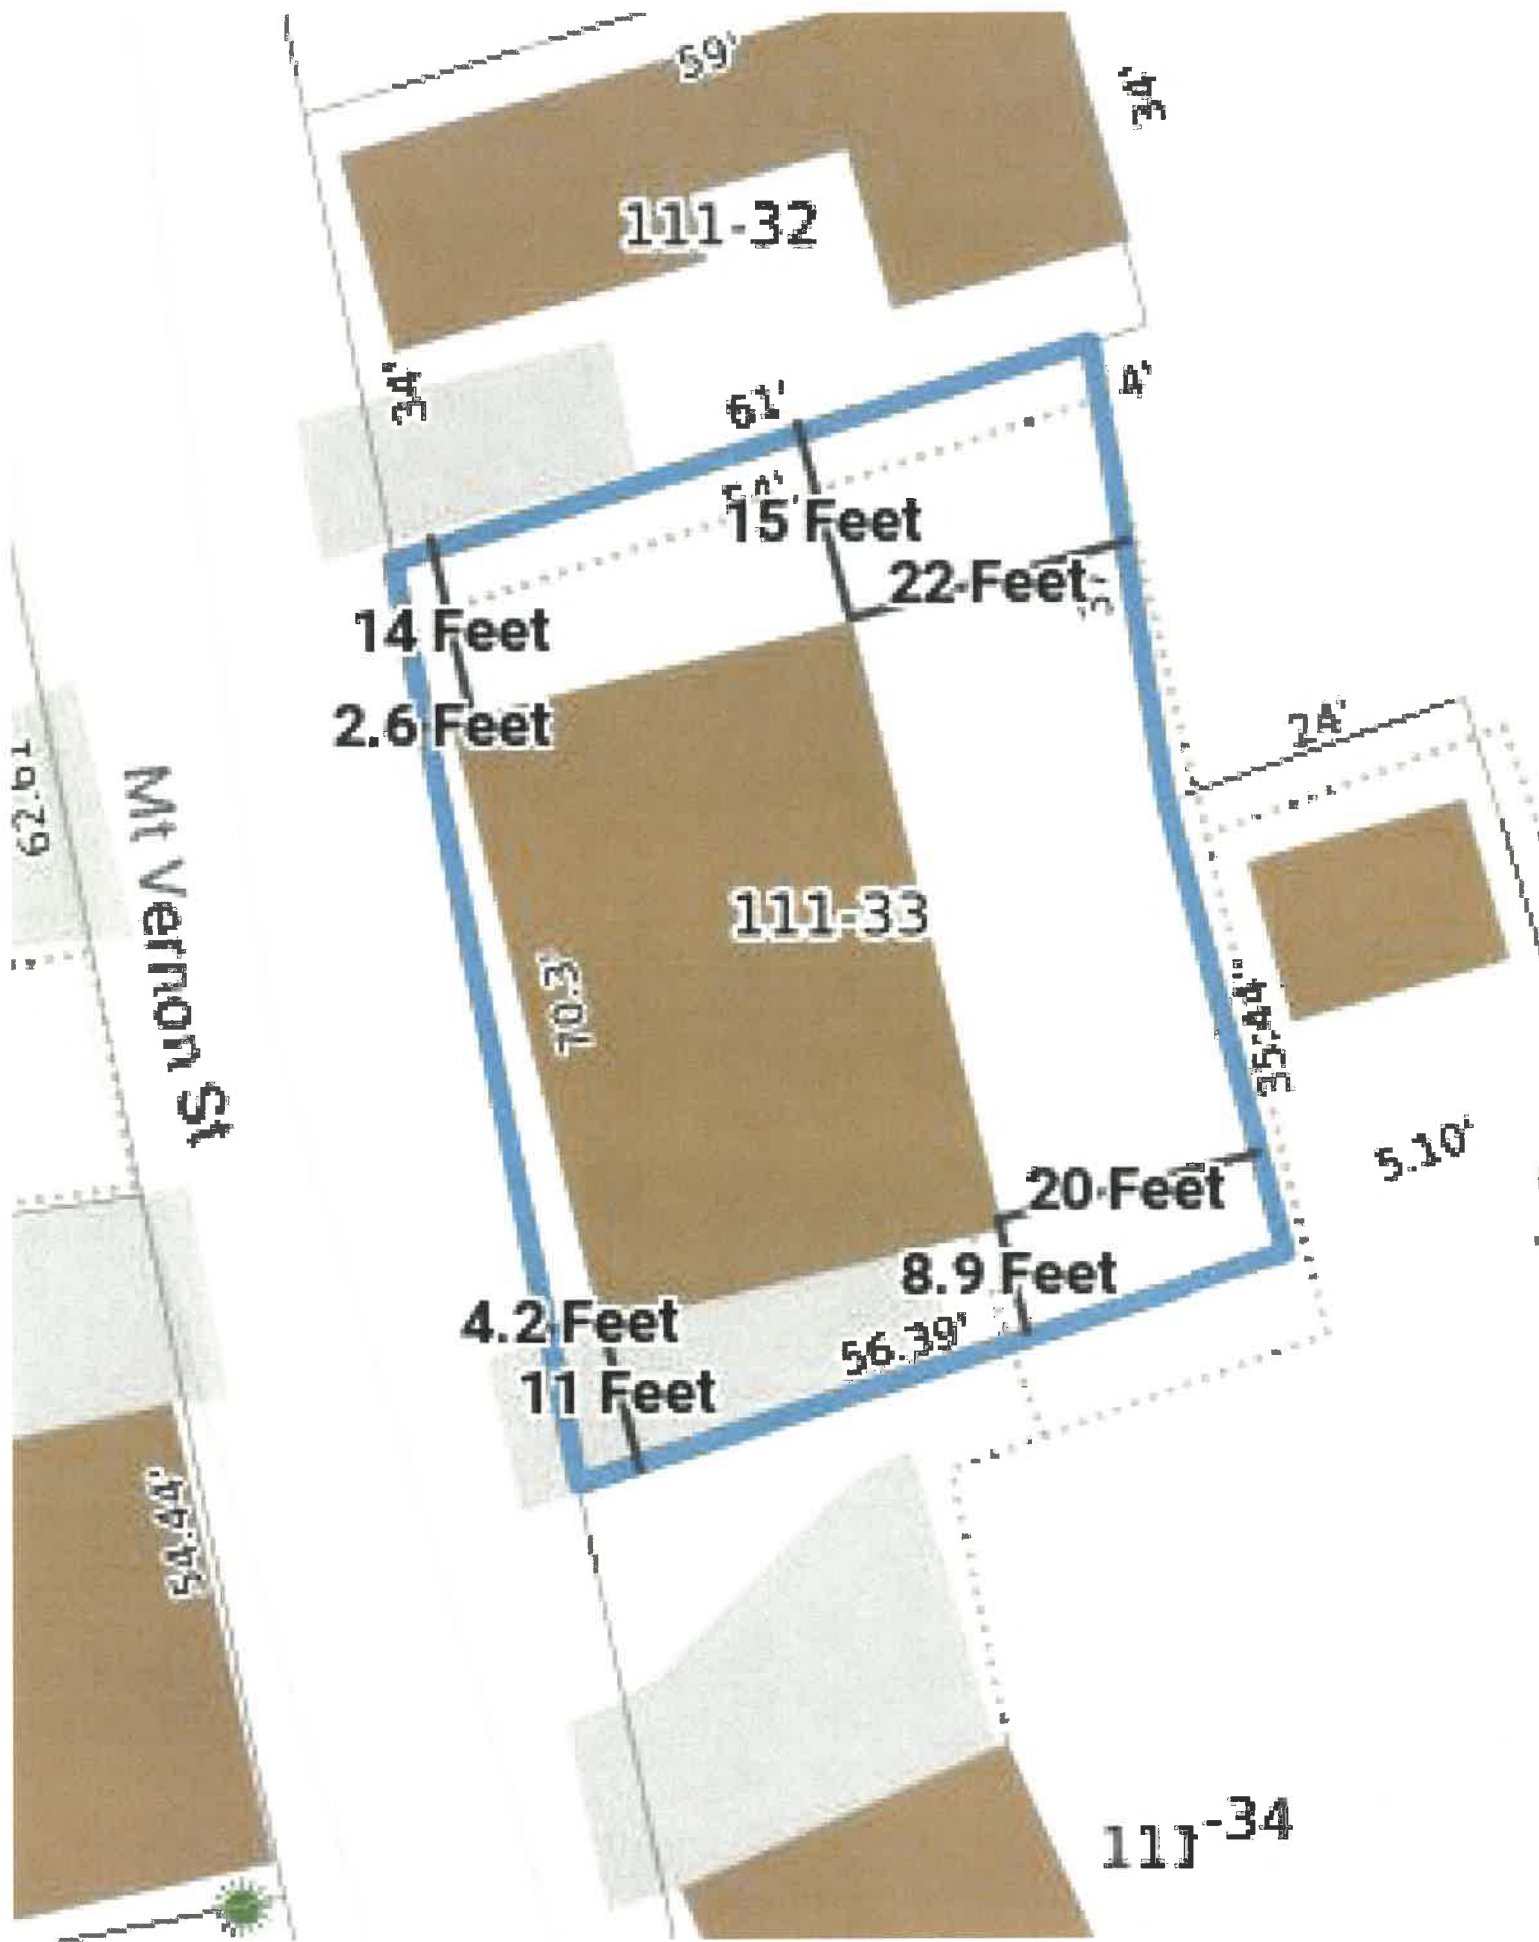 59'
34'
111-32
34'
61'
4'
15 Feet
22 Feet
14 Feet
2.6 Feet
24'
62.61
Mt Vernon St
111-33
70.3'
35.44'
5.10'
20 Feet
8.9 Feet
4.2 Feet
56.39'
11 Feet
54.44'
111-34